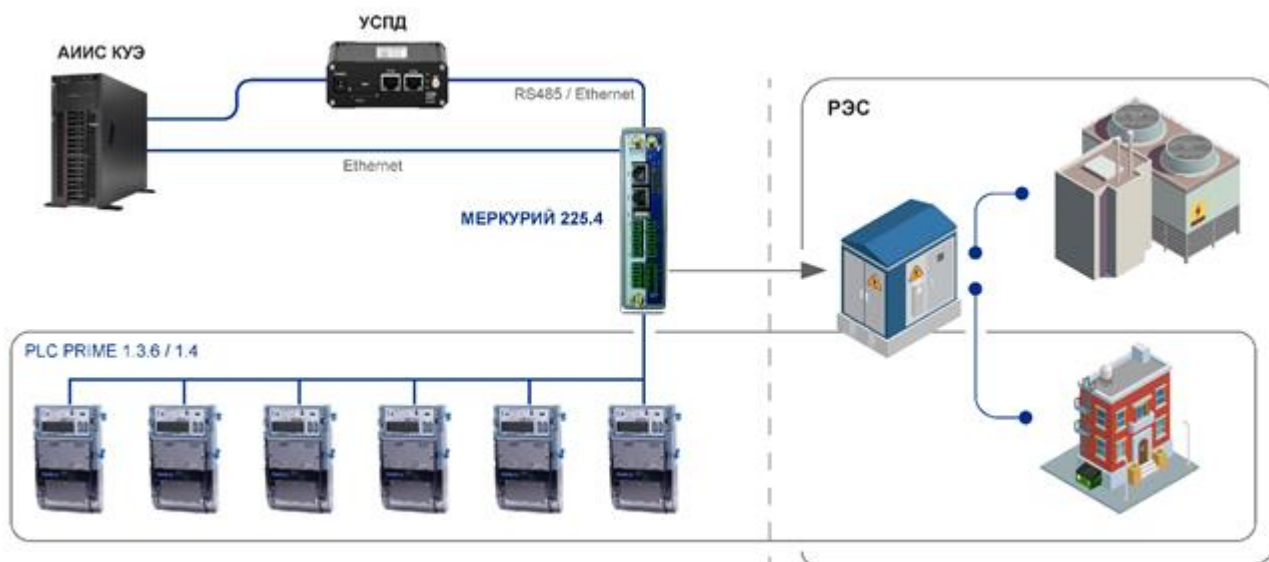 УСПД
АИИС КУЭ
RS485 / Ethernet
РЭС
Ethernet
МЕРКУРИЙ 225.4
PLC PRIME 1.3.6 / 1.4